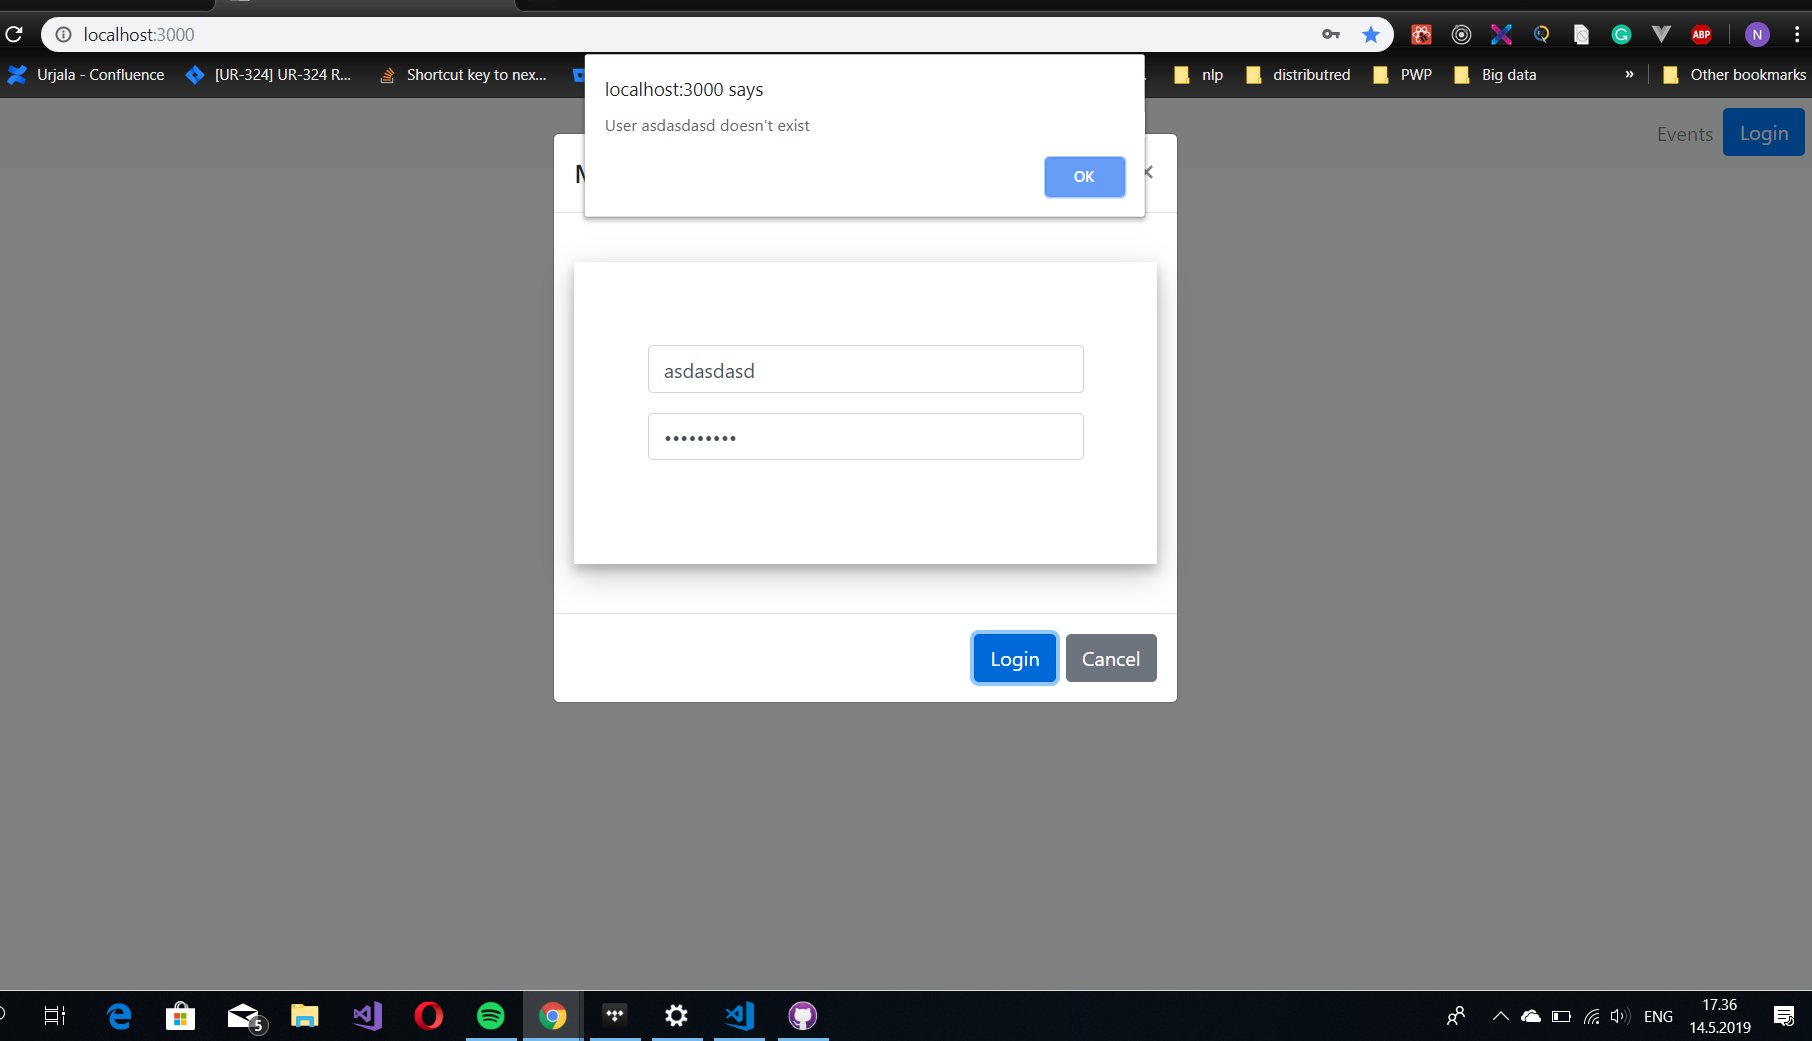 localhost:3000
Urjala - Confluence
[UR-324] UR-324 R...
Shortcut key to nex...
nlp
distributred
PWP
Big data
»
Other bookmarks
ABP
N
localhost:3000 says
User asdasdasd doesn't exist
OK
Events
Login
asdasdasd
•••••••••
Login
Cancel
5
ENG
17.36
14.5.2019